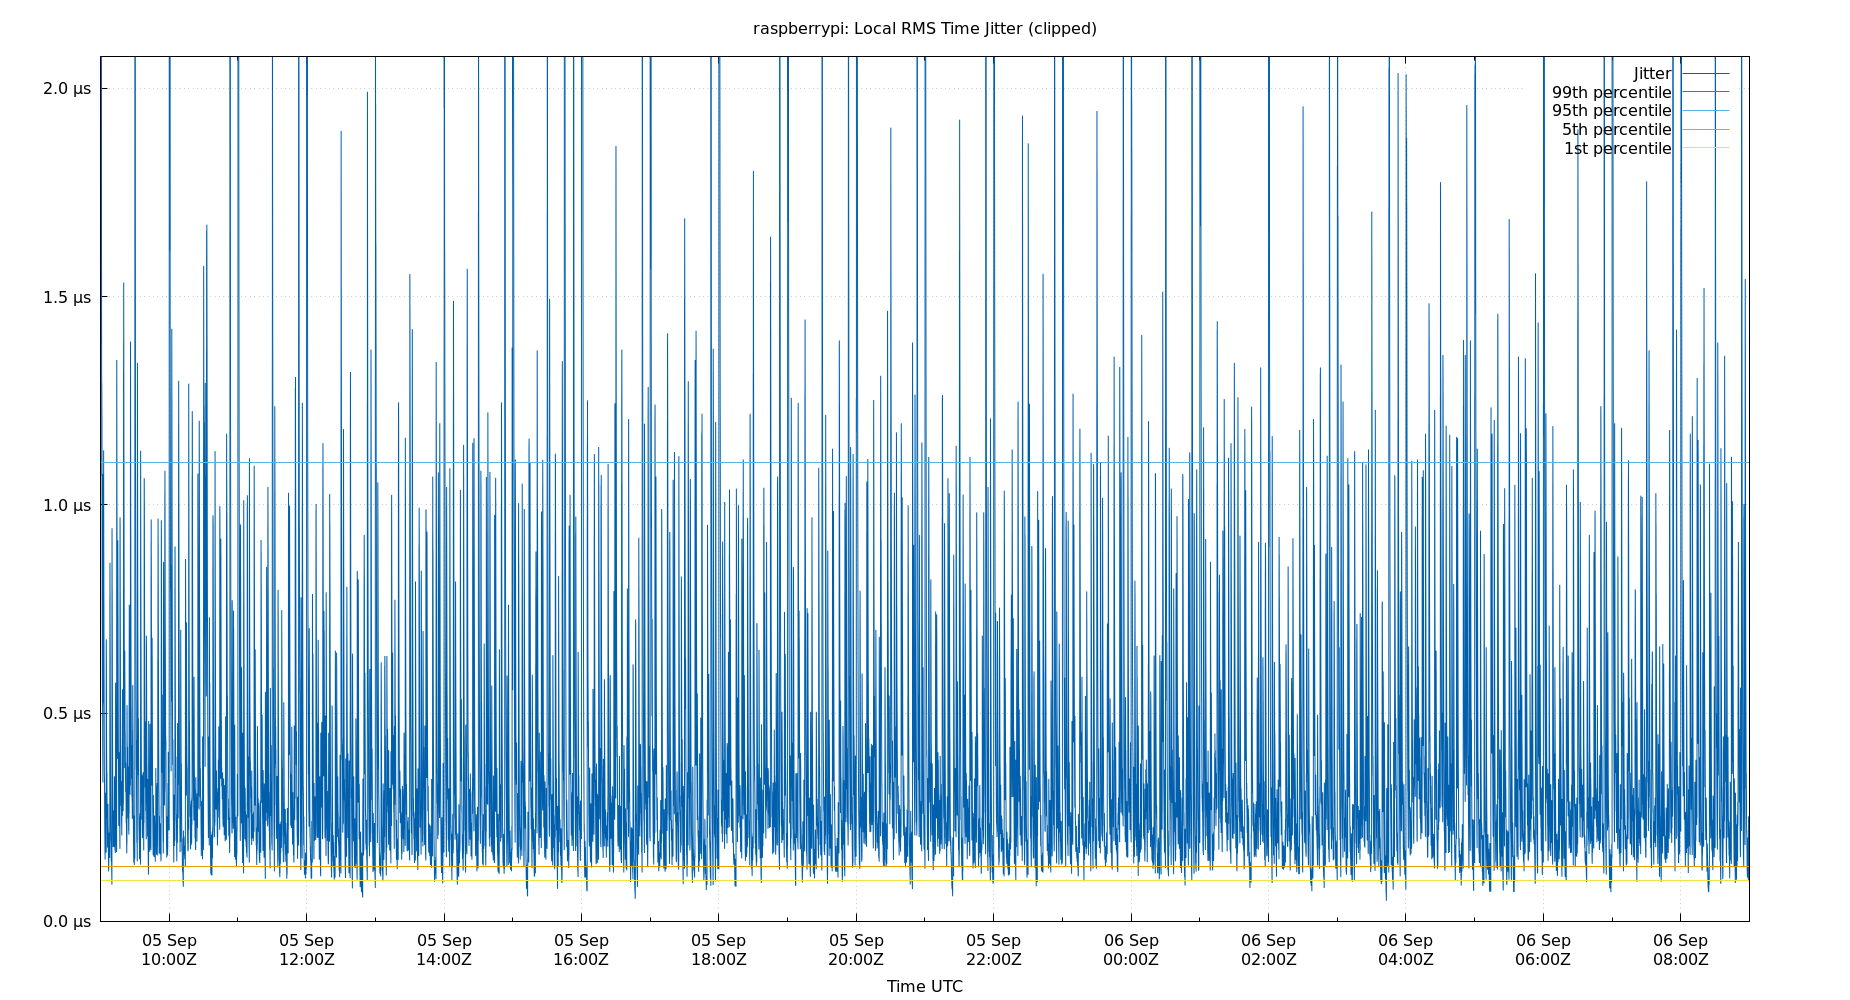 raspberrypi: Local RMS Time Jitter (clipped)
Jitter
99th percentile
95th percentile
5th percentile
1st percentile
2.0 µs
1.5 µs
1.0 µs
0.5 µs
0.0 µs
05 Sep 05 Sep 05 Sep 05 Sep 05 Sep 05 Sep 05 Sep 06 Sep 06 Sep 06 Sep 06 Sep 06 Sep
10:00Z 12:00Z 14:00Z 16:00Z 18:00Z 20:00Z 22:00Z 00:00Z 02:00Z 04:00Z 06:00Z 08:00Z
Time UTC